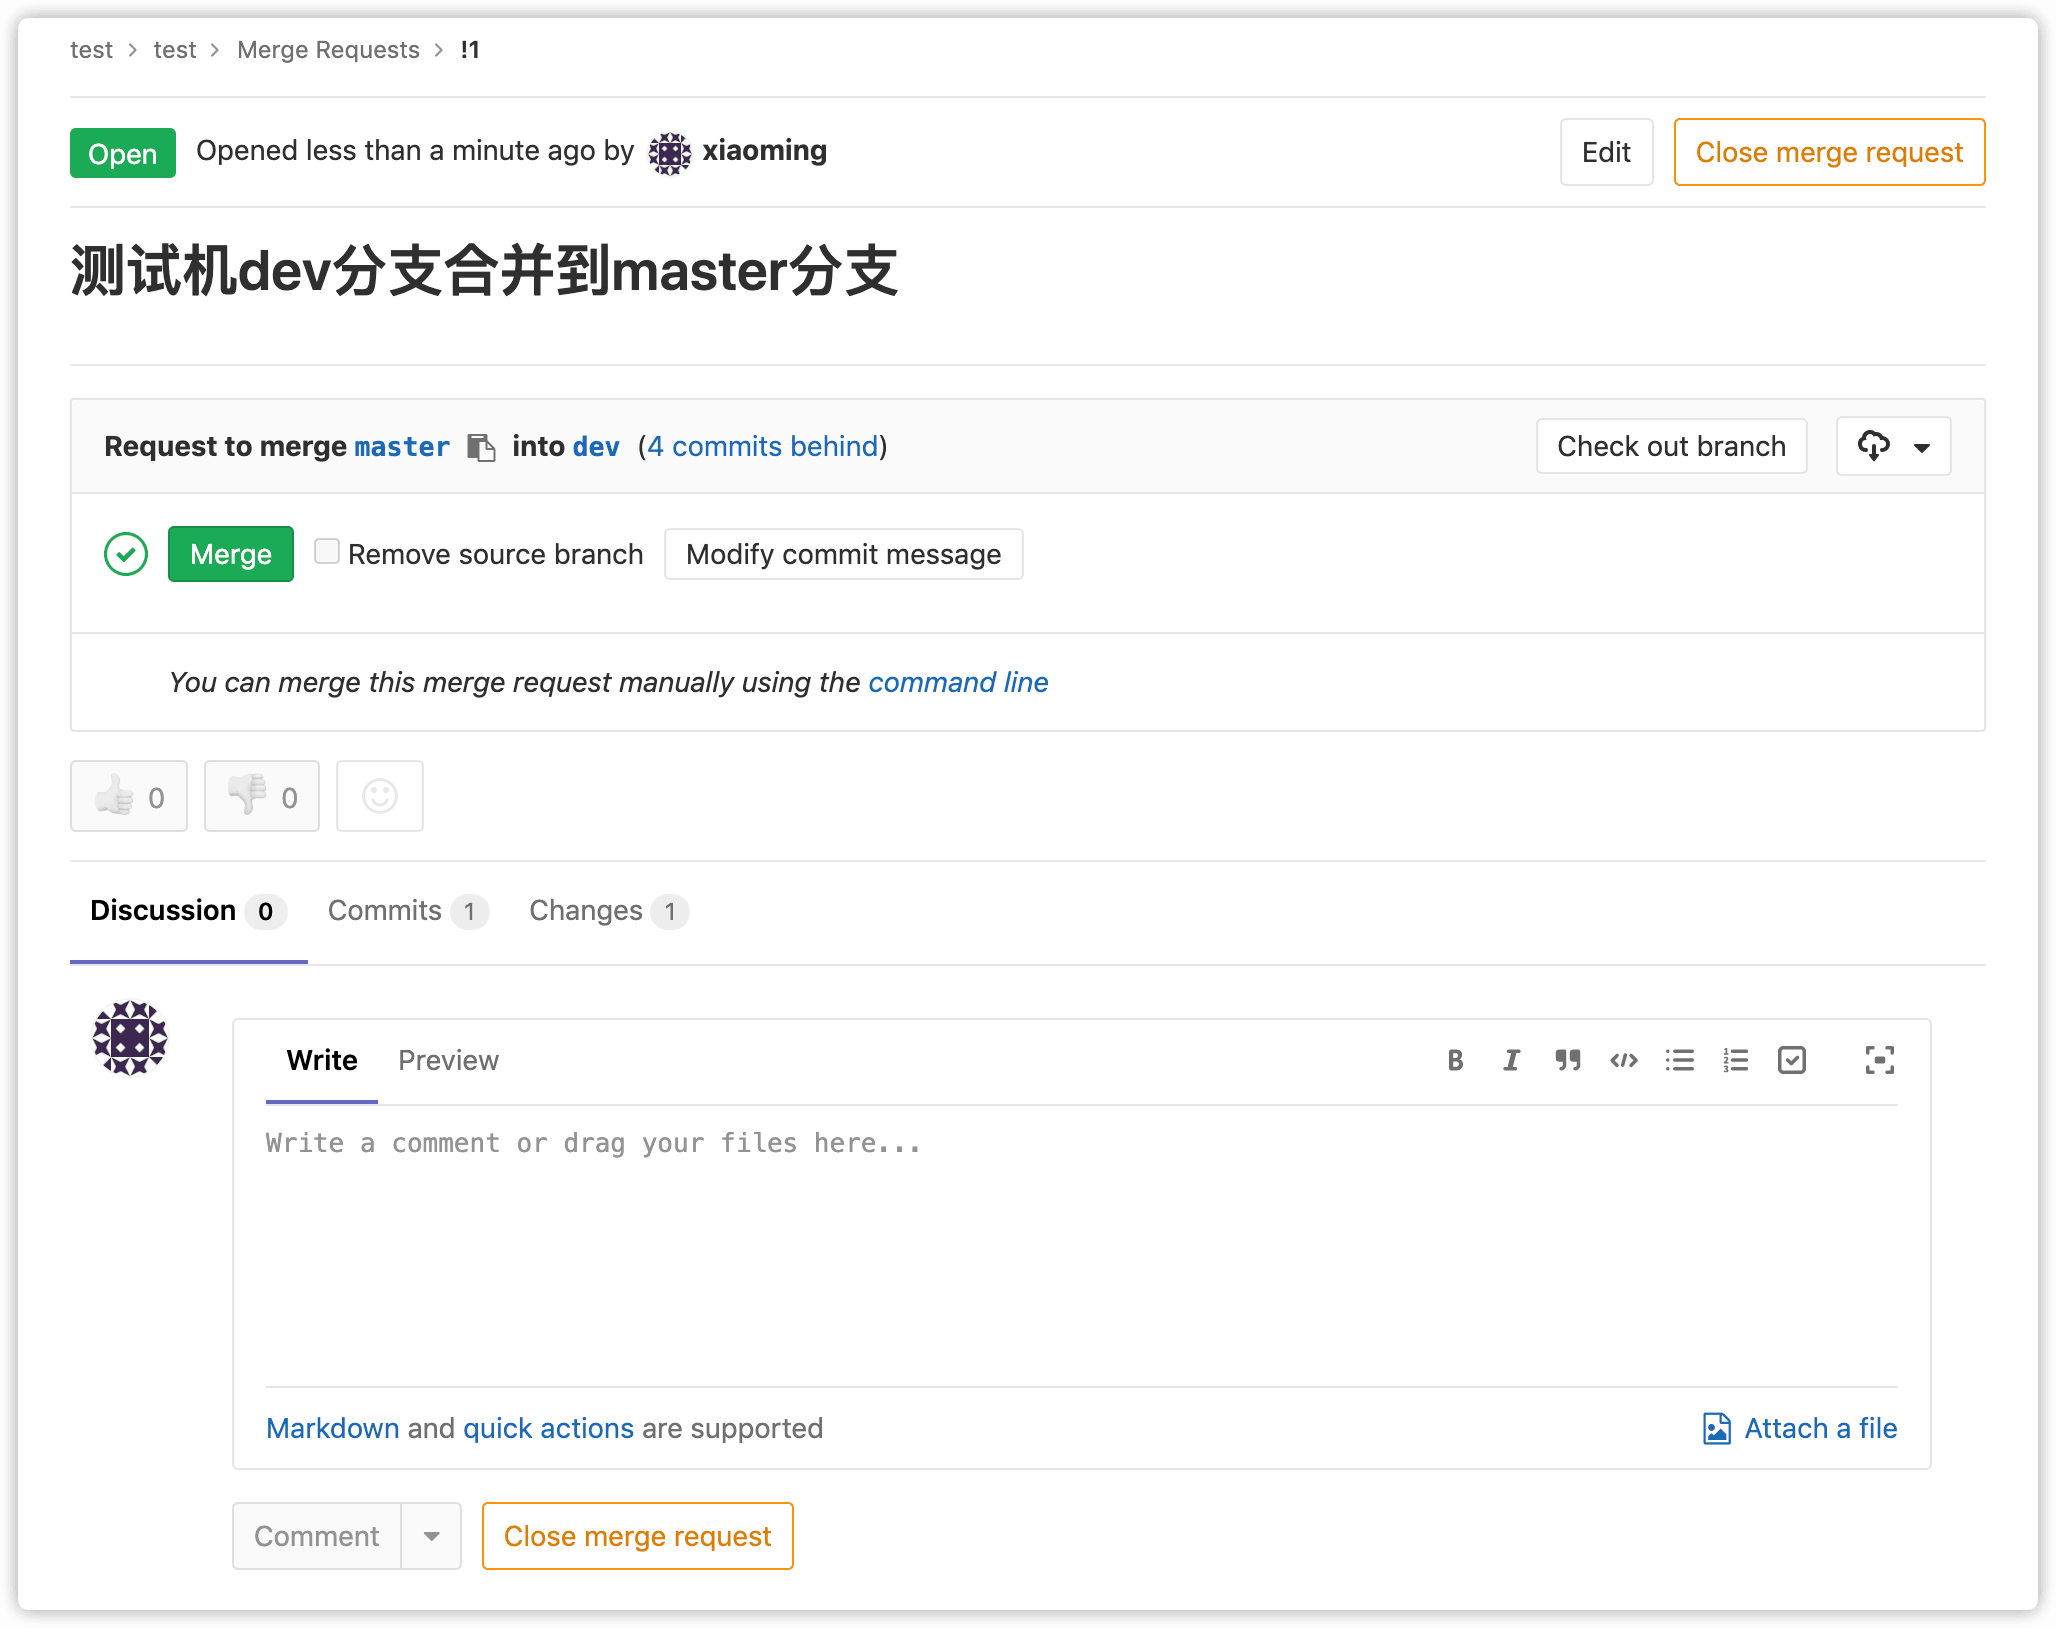 test > test > Merge Requests > !1
Open Opened less than a minute ago by xiaoming Edit Close merge request
测试机dev分支合并到master分支
Request to merge master into dev (4 commits behind) Check out branch
Merge Remove source branch Modify commit message
You can merge this merge request manually using the command line
0 0
Discussion 0 Commits 1 Changes 1
Write Preview
Write a comment or drag your files here...
Markdown and quick actions are supported Attach a file
Comment Close merge request